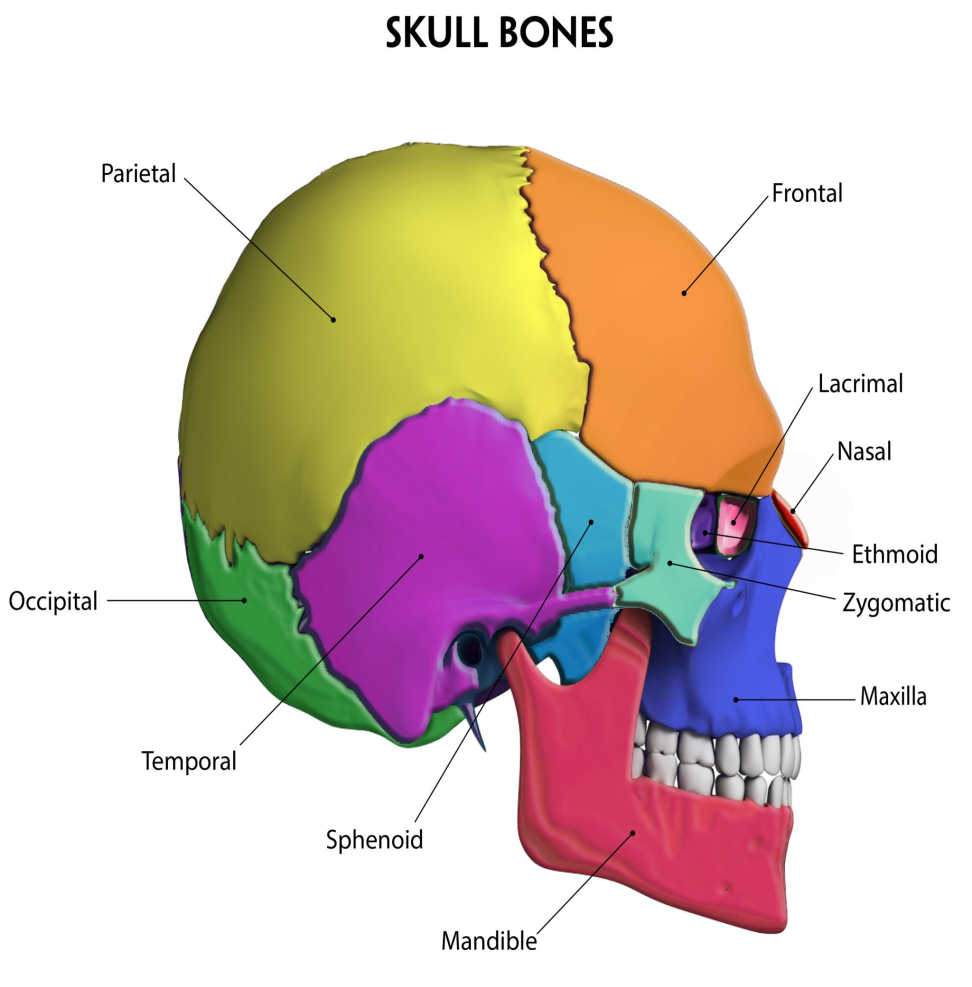 SKULL BONES
Parietal
Frontal
Lacrimal
Nasal
Ethmoid
Occipital
Zygomatic
Maxilla
Temporal
Sphenoid
Mandible